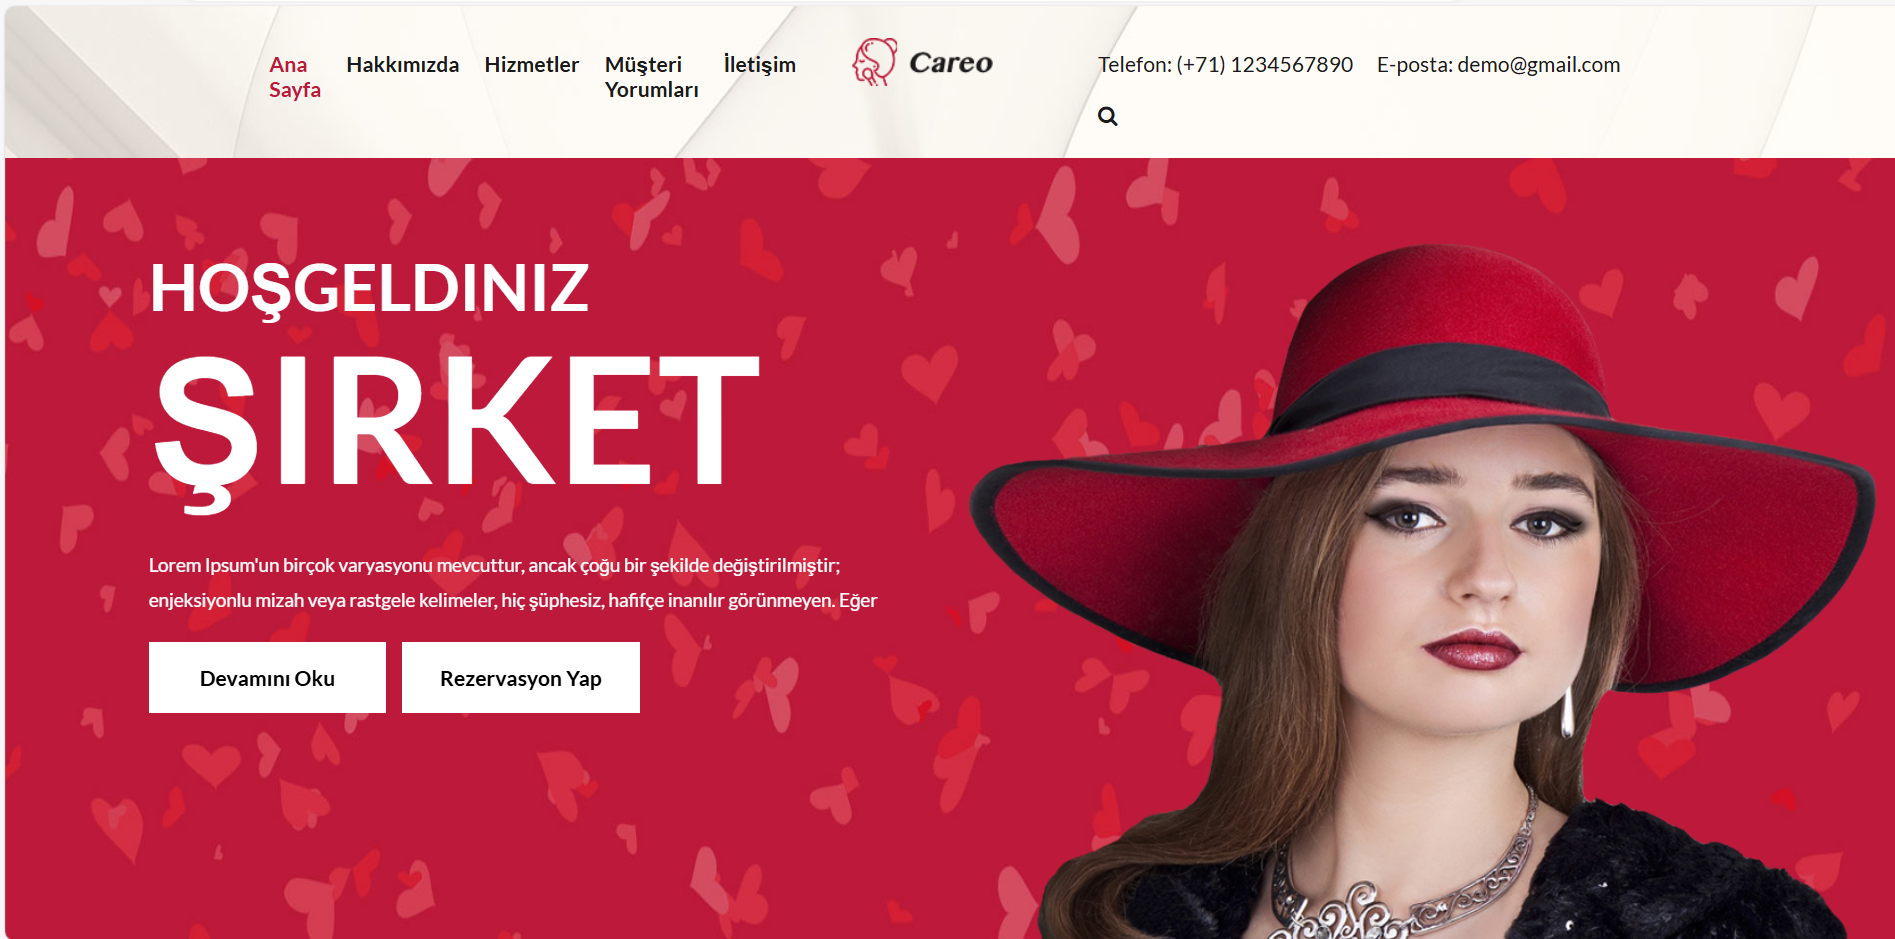 Ana
Sayfa
Hakkımızda
Hizmetler
Müşteri
Yorumları
İletişim
Careo
Telefon: (+71) 1234567890
E-posta: demo@gmail.com
HOŞGELDINIZ
ŞIRKET
Lorem Ipsum'un birçok varyasyonu mevcuttur, ancak çoğu bir şekilde değiştirilmiştir;
enjeksiyonlu mizah veya rastgele kelimeler, hiç şüphesiz, hafifçe inanılır görünmeyen. Eğer
Devamını Oku
Rezervasyon Yap